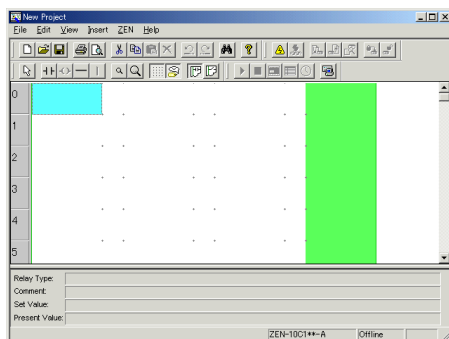 New Project
File Edit View Insert ZEN Help
0
1
2
3
4
5
Relay Type:
Comment:
Set Value:
Present Value:
ZEN-10C1**-A Offline